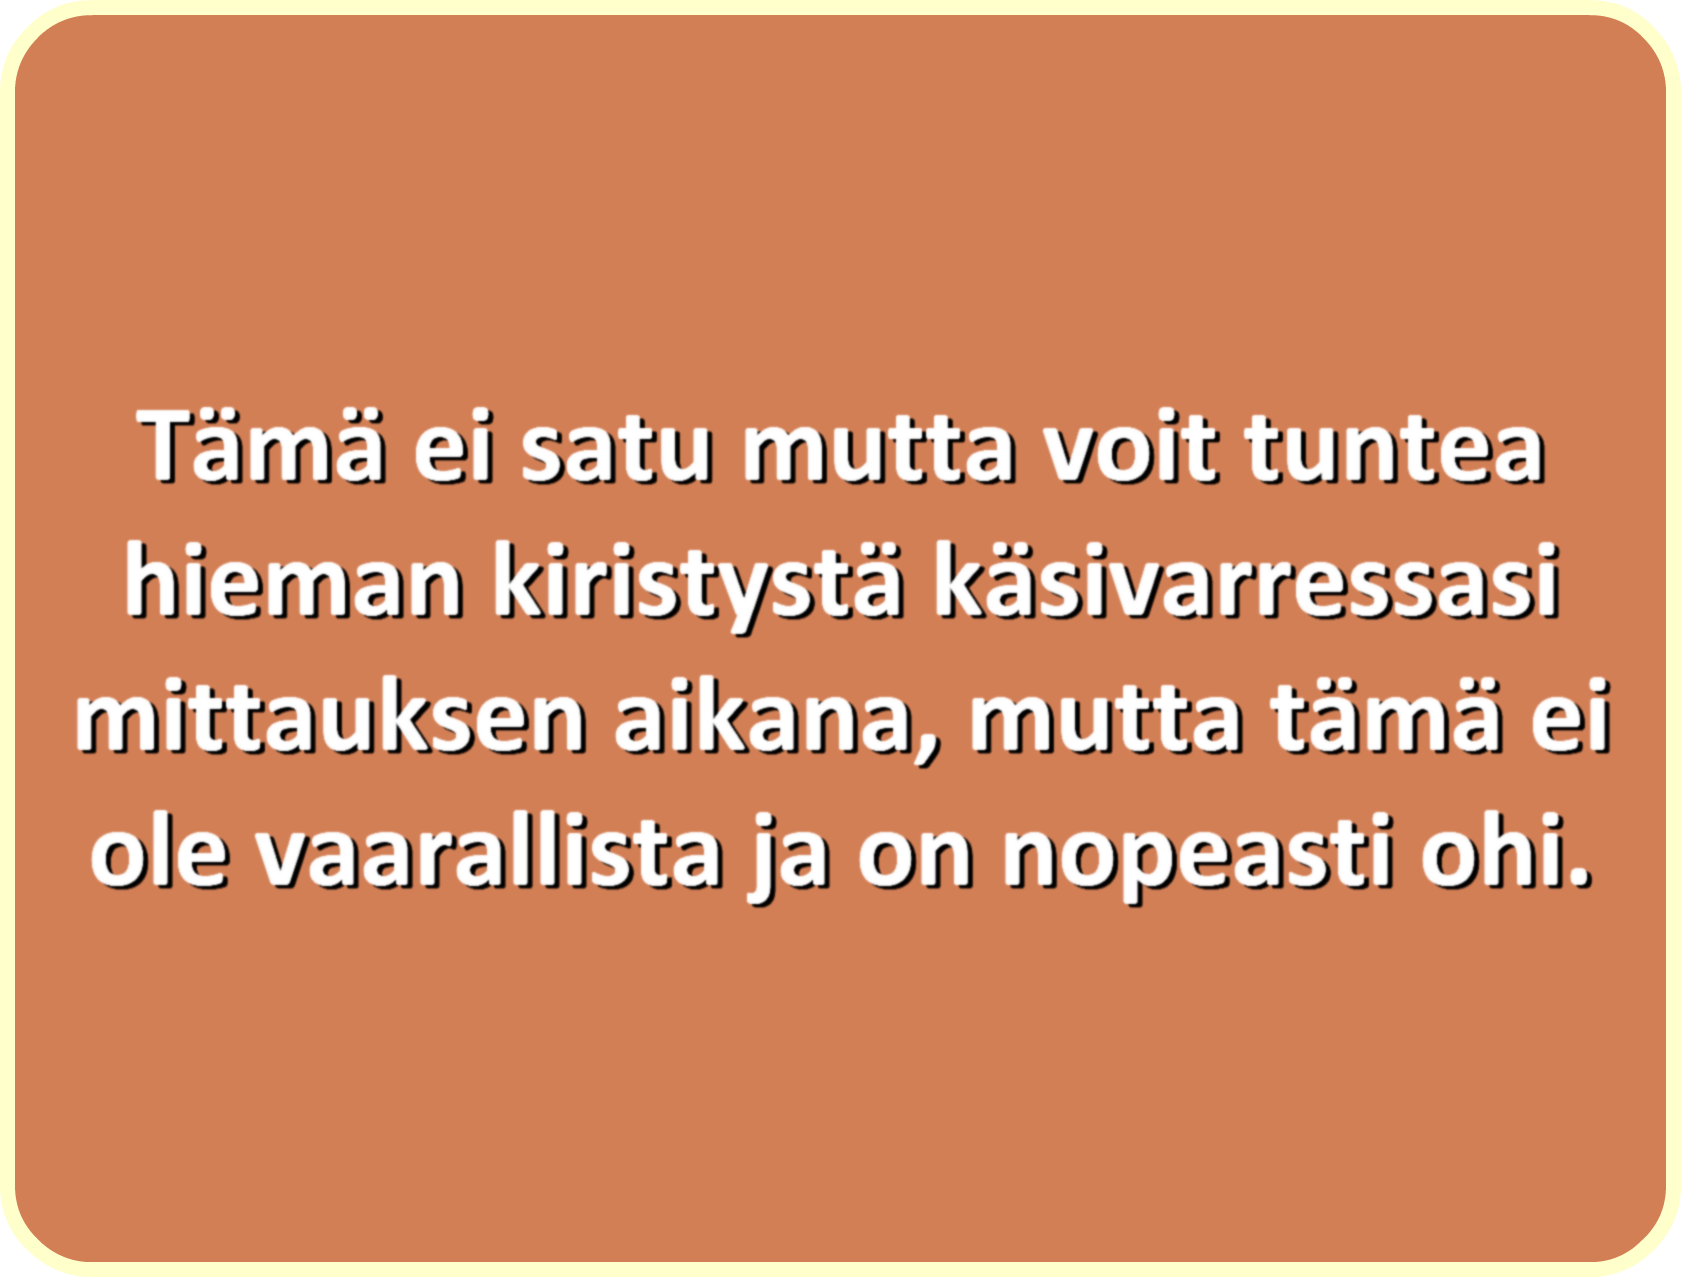 Tämä ei satu mutta voit tuntea
hieman kiristystä käsivarressasi
mittauksen aikana, mutta tämä ei
ole vaarallista ja on nopeasti ohi.